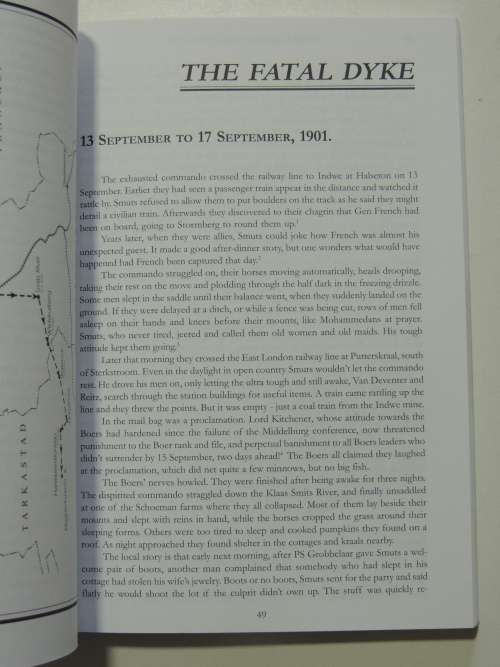 THE FATAL DYKE
13 SEPTEMBER TO 17 SEPTEMBER, 1901.
The exhausted commando crossed the railway line to Indwe at Halseton on 13
September. Earlier they had seen a passenger train appear in the distance and watched it
rattle by. Smuts refused to allow them to put boulders on the track as he said they might
derail a civilian train. Afterwards they discovered to their chagrin that Gen French had
been on board, going to Stormberg to round them up.1
Years later, when they were allies, Smuts could joke how French was almost his
unexpected guest. It made a good after-dinner story, but one wonders what would have
happened had French been captured that day.2
The commando struggled on, their horses moving automatically, heads drooping,
taking their rest on the move and plodding through the half dark in the freezing drizzle.
Some men slept in the saddle until their balance went, when they suddenly landed on the
ground. If they were delayed at a ditch, or while a fence was being cut, rows of men fell
asleep on their hands and knees before their mounts, like Mohammedans at prayer.
Smuts, who never tired, jeered and called them old women and old maids. His tough
attitude kept them going.3
Later that morning they crossed the East London railway line at Putterskraal, south
of Sterkstroom. Even in the daylight in open country Smuts wouldn't let the commando
rest. He drove his men on, only letting the ultra tough and still awake, Van Deventer and
Reitz, search through the station buildings for useful items. A train came rattling up the
line and they threw the points. But it was empty - just a coal train from the Indwe mine.
In the mail bag was a proclamation. Lord Kitchener, whose attitude towards the
Boers had hardened since the failure of the Middelburg conference, now threatened
punishment to the Boer rank and file, and perpetual banishment to all Boers leaders who
didn't surrender by 15 September, two days ahead!4 The Boers all claimed they laughed
at the proclamation, which did net quite a few minnows, but no big fish.
The Boers' nerves howled. They were finished after being awake for three nights.
The dispirited commando straggled down the Klaas Smits River, and finally unsaddled
at one of the Schoeman farms where they all collapsed. Most of them lay beside their
mounts and slept with reins in hand, while the horses cropped the grass around their
sleeping forms. Others were too tired to sleep and cooked pumpkins they found on a
roof. As night approached they found shelter in the cottages and kraals nearby.
The local story is that early next morning, after PS Grobbelaar gave Smuts a wel-
come pair of boots, another man complained that somebody who had slept in his
cottage had stolen his wife's jewelry. Boots or no boots, Smuts sent for the party and said
flatly he would shoot the lot if the culprit didn't own up. The stuff was quickly re-
49
TARKASTAD